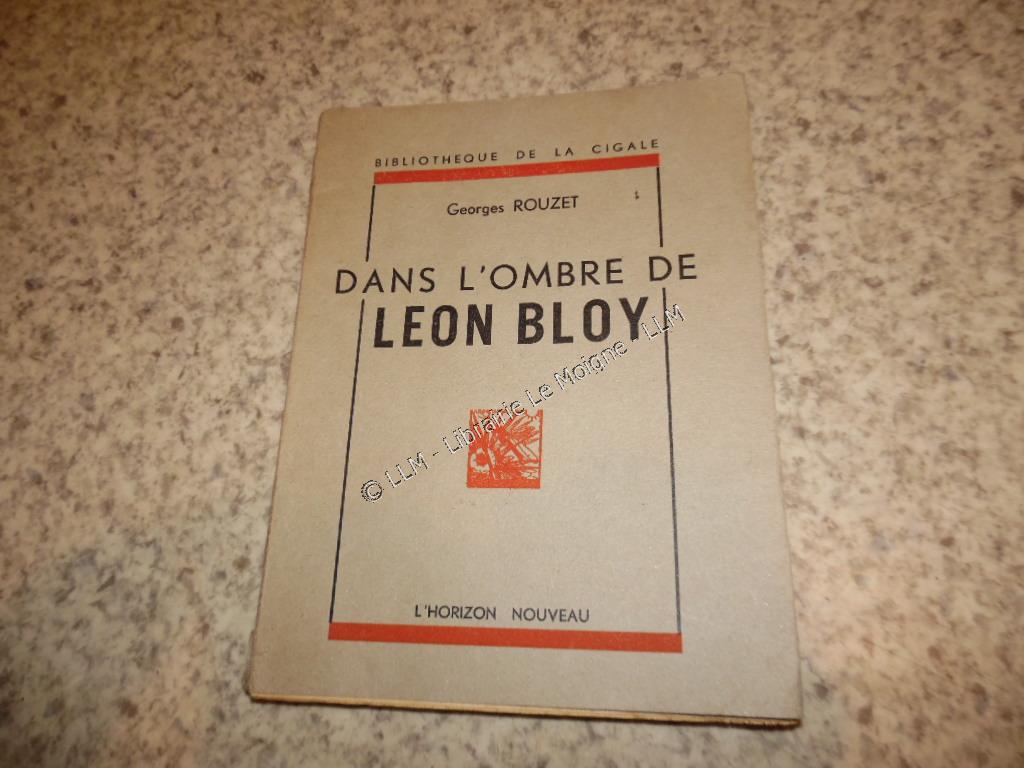 BIBLIOTHEQUE DE LA CIGALE
Georges ROUZET
DANS L'OMBRE DE
LEON BLOY
© LLM - Librairie Le Moigne - LLM
L'HORIZON NOUVEAU